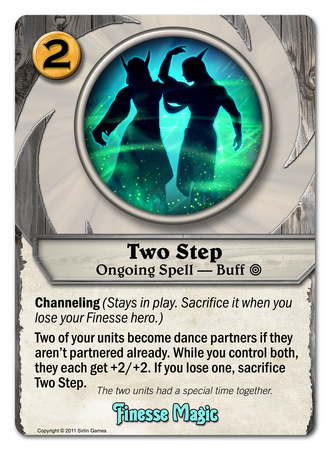 2
Two Step
Ongoing Spell — Buff
Channeling (Stays in play. Sacrifice it when you
lose your Finesse hero.)
Two of your units become dance partners if they
aren't partnered already. While you control both,
they each get +2/+2. If you lose one, sacrifice
Two Step.
The two units had a special time together.
Finesse Magic
Copyright © 2011 Sirlin Games